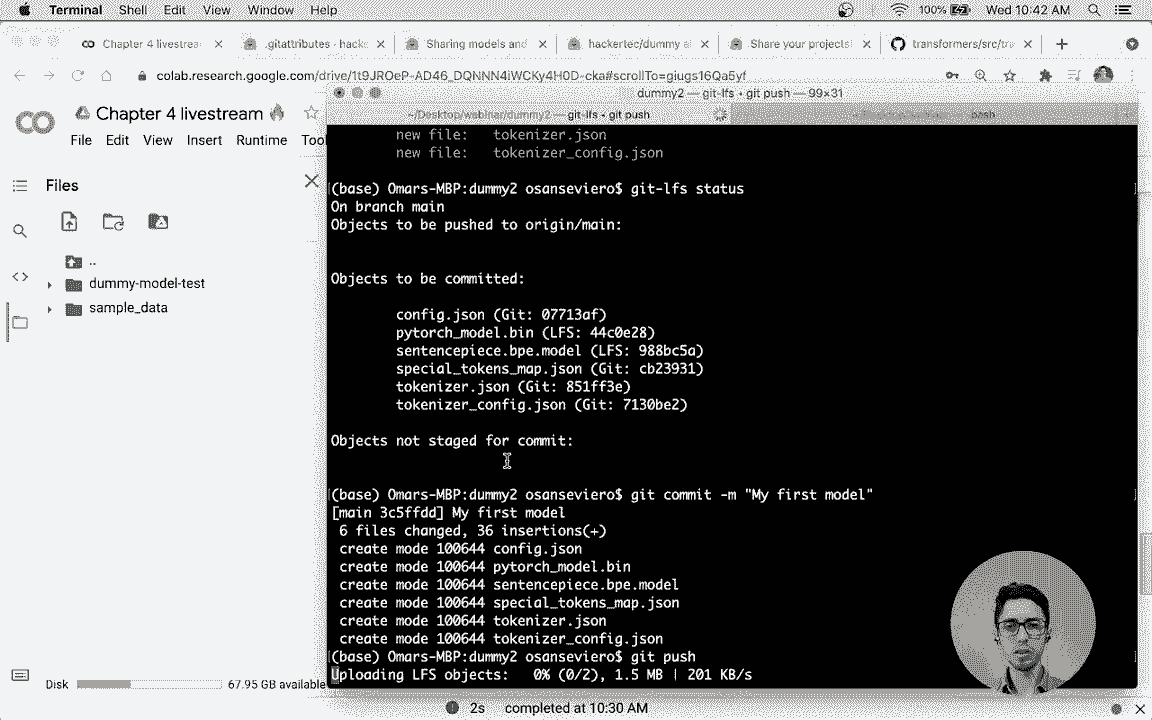 Terminal Shell Edit View Window Help 100% Wed 10:42 AM
Chapter 4 livestrea × .gitattributes · hack × Sharing models and × hackertec/dummy a × Share your projects × transformers/src/tra × +
colab.research.google.com/drive/1t9JROeP-AD46_DQNNN4iWCKy4H0D-cka#scrollTo=giugs16Qa5yf
dummy2 — git-lfs ◂ git push — 99×31
~/Desktop/webinar/dummy2 — git-lfs ◂ git push bash
CO Chapter 4 livestream
File Edit View Insert Runtime Too
Files
..
dummy-model-test
sample_data
Disk 67.95 GB available
new file: tokenizer.json
new file: tokenizer_config.json
(base) Omars-MBP:dummy2 osanseviero$ git-lfs status
On branch main
Objects to be pushed to origin/main:
Objects to be committed:
config.json (Git: 07713af)
pytorch_model.bin (LFS: 44c0e28)
sentencepiece.bpe.model (LFS: 988bc5a)
special_tokens_map.json (Git: cb23931)
tokenizer.json (Git: 851ff3e)
tokenizer_config.json (Git: 7130be2)
Objects not staged for commit:
(base) Omars-MBP:dummy2 osanseviero$ git commit -m "My first model"
[main 3c5ffdd] My first model
6 files changed, 36 insertions(+)
create mode 100644 config.json
create mode 100644 pytorch_model.bin
create mode 100644 sentencepiece.bpe.model
create mode 100644 special_tokens_map.json
create mode 100644 tokenizer.json
create mode 100644 tokenizer_config.json
(base) Omars-MBP:dummy2 osanseviero$ git push
Uploading LFS objects: 0% (0/2), 1.5 MB | 201 KB/s
2s completed at 10:30 AM